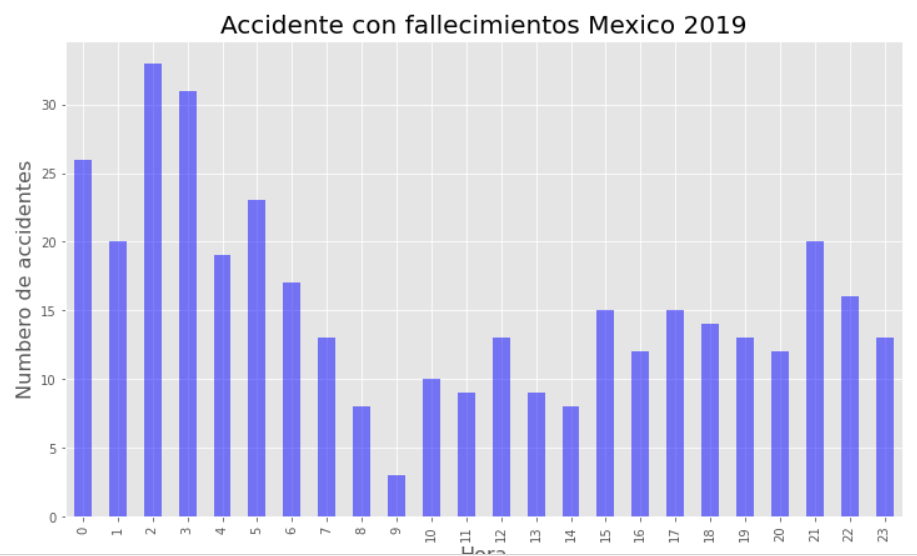 Accidente con fallecimientos Mexico 2019
Numbero de accidentes
30
25
20
15
10
5
0
0 1 2 3 4 5 6 7 8 9 10 11 12 13 14 15 16 17 18 19 20 21 22 23
Hora